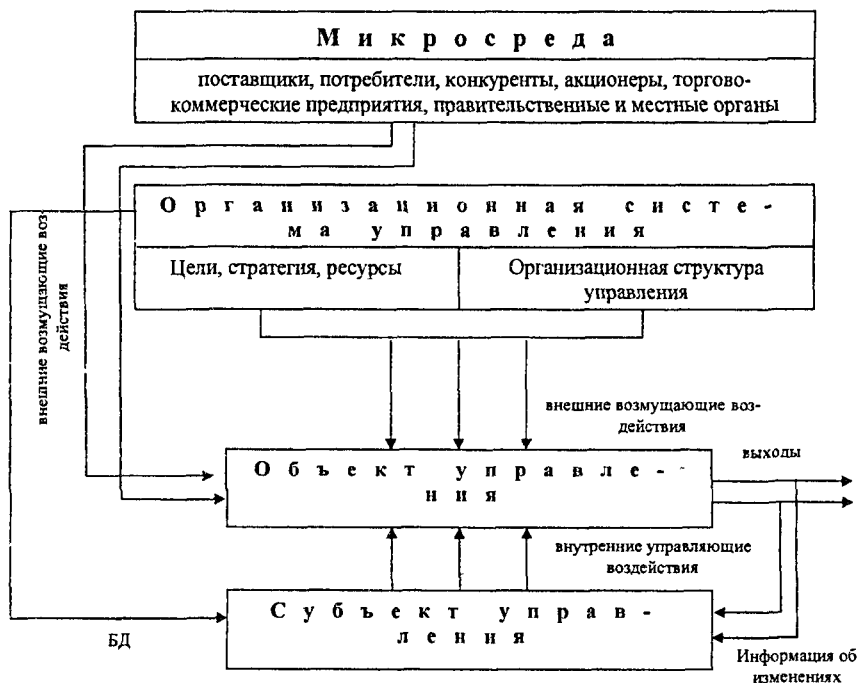 Микросреда
поставщики, потребители, конкуренты, акционеры, торгово-
коммерческие предприятия, правительственные и местные органы
Организационная систе-
ма управления
Цели, стратегия, ресурсы
Организационная структура
управления
внешние возмущающие воз-
действия
внешние возмущающие воз-
действия
выходы
Объект управле-
ния
внутренние управляющие
воздействия
Субъект управ-
ления
БД
Информация об
изменениях